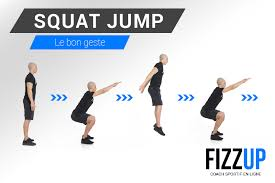 SQUAT JUMP
Le bon geste
FIZZUP
COACH SPORTIF EN LIGNE